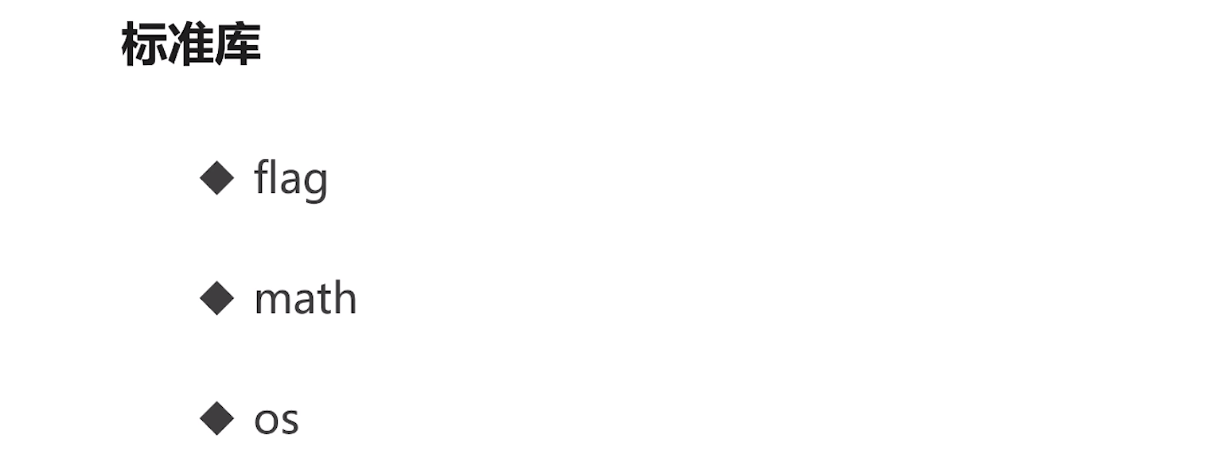 标准库
◆ flag
◆ math
◆ os